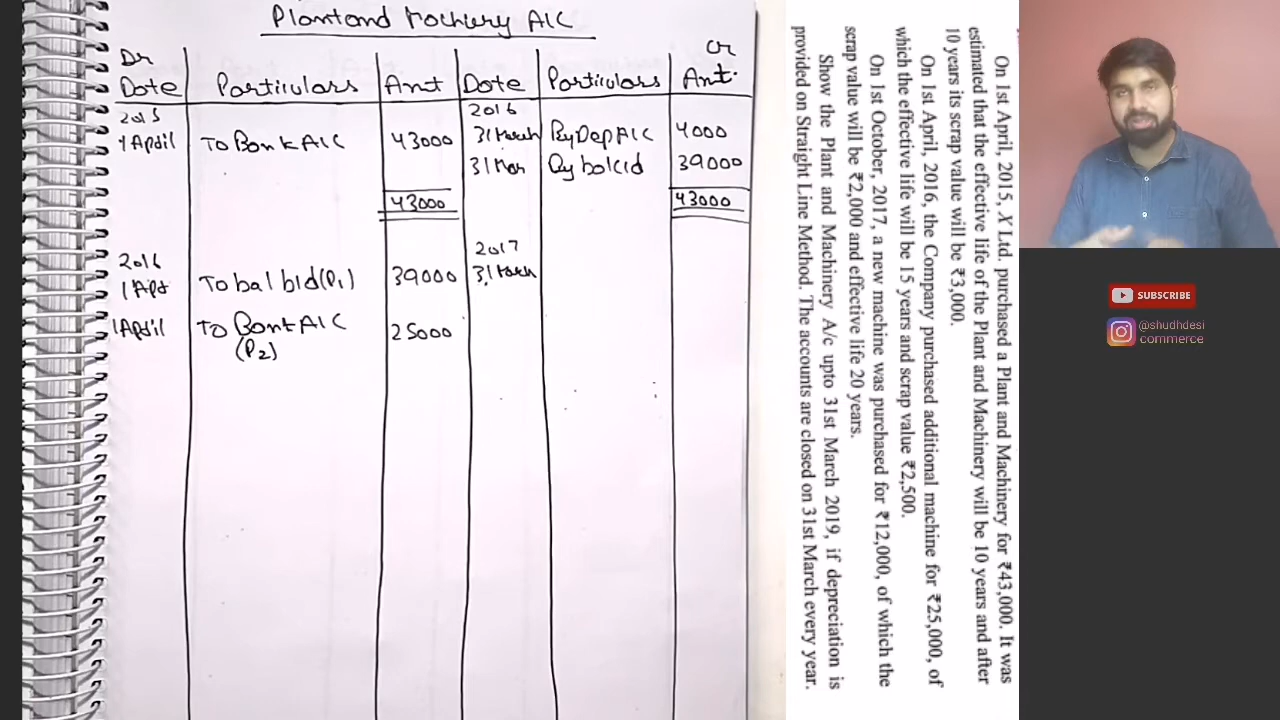 Plantand Machinery A/C
Dr
Cr
Date Particulars Amt Date Particulars Amt.
2015 2016
1 April To Bank A/C 43000 31 March By Dep A/C 4000
31 Mar By bal c/d 39000
43000 43000
2016 2017
1 Apr To bal b/d (P1) 39000 31 March
1 April To Bank A/C 25000
(P2)
On 1st April, 2015, X Ltd. purchased a Plant and Machinery for ₹43,000. It was
estimated that the effective life of the Plant and Machinery will be 10 years and after
10 years its scrap value will be ₹3,000.
On 1st April, 2016, the Company purchased additional machine for ₹25,000, of
which the effective life will be 15 years and scrap value ₹2,500.
On 1st October, 2017, a new machine was purchased for ₹12,000, of which the
scrap value will be ₹2,000 and effective life 20 years.
Show the Plant and Machinery A/c upto 31st March 2019, if depreciation is
provided on Straight Line Method. The accounts are closed on 31st March every year.
SUBSCRIBE
@shudhdesi
commerce